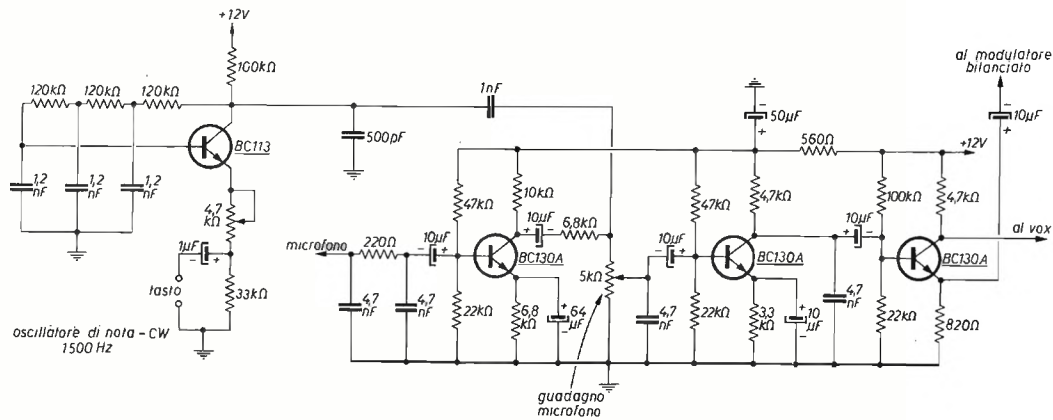 +12V
100kΩ
120kΩ 120kΩ 120kΩ
BC113
1,2
nF
1,2
nF
1,2
nF
4,7
kΩ
1µF
- +
tasto
33kΩ
oscillatore di nota - CW
1500 Hz
500pF
1nF
microfono
220Ω
4,7
nF
4,7
nF
10µF
- +
47kΩ
22kΩ
10kΩ
BC130A
6,8
kΩ
+
64
µF
-
10µF
+ -
6,8kΩ
5kΩ
guadagno
microfono
4,7
nF
10µF
- +
47kΩ
22kΩ
-
50µF
+
4,7kΩ
BC130A
3,3
kΩ
+
10
µF
-
560Ω
4,7
nF
10µF
- +
100kΩ
22kΩ
+12V
4,7kΩ
BC130A
820Ω
al modulatore
bilanciato
-
10µF
+
al vox